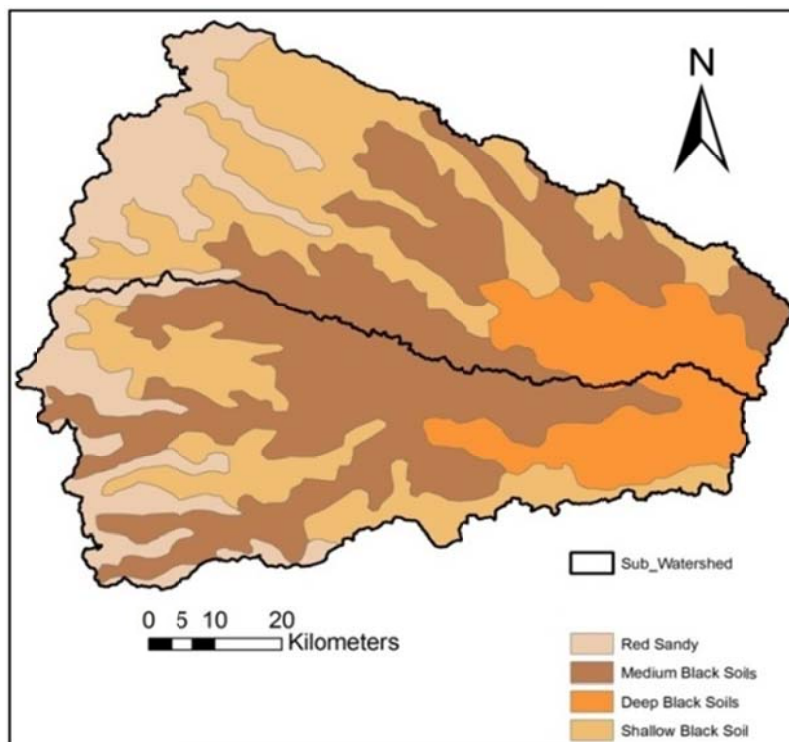 N
Sub_Watershed
0 5 10 20
Kilometers
Red Sandy
Medium Black Soils
Deep Black Soils
Shallow Black Soil